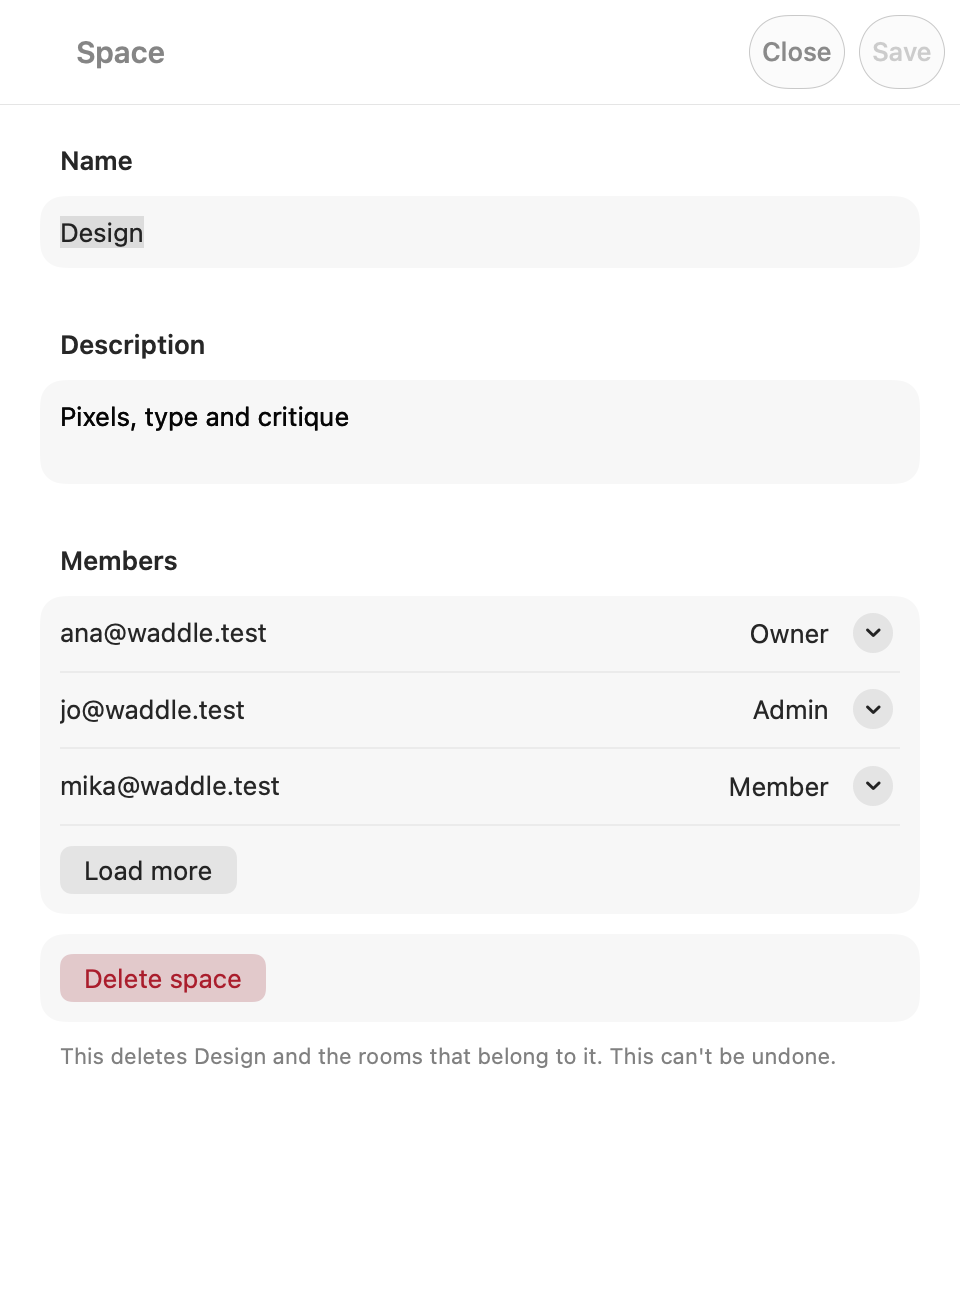 Space
Close
Save
Name
Design
Description
Pixels, type and critique
Members
ana@waddle.test
Owner
jo@waddle.test
Admin
mika@waddle.test
Member
Load more
Delete space
This deletes Design and the rooms that belong to it. This can't be undone.